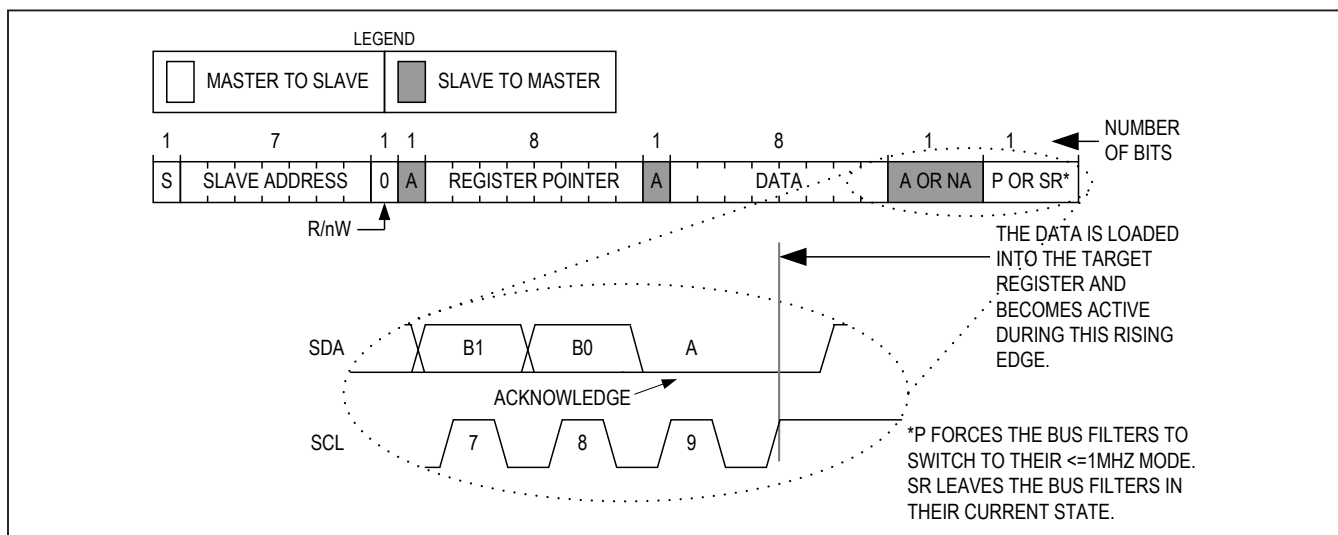 LEGEND
MASTER TO SLAVE SLAVE TO MASTER
1 7 1 1 8 1 8 1 1 NUMBER
OF BITS
S SLAVE ADDRESS 0 A REGISTER POINTER A DATA A OR NA P OR SR*
R/nW
THE DATA IS LOADED
INTO THE TARGET
REGISTER AND
BECOMES ACTIVE
DURING THIS RISING
EDGE.
SDA B1 B0 A
ACKNOWLEDGE
SCL 7 8 9
*P FORCES THE BUS FILTERS TO
SWITCH TO THEIR <=1MHZ MODE.
SR LEAVES THE BUS FILTERS IN
THEIR CURRENT STATE.